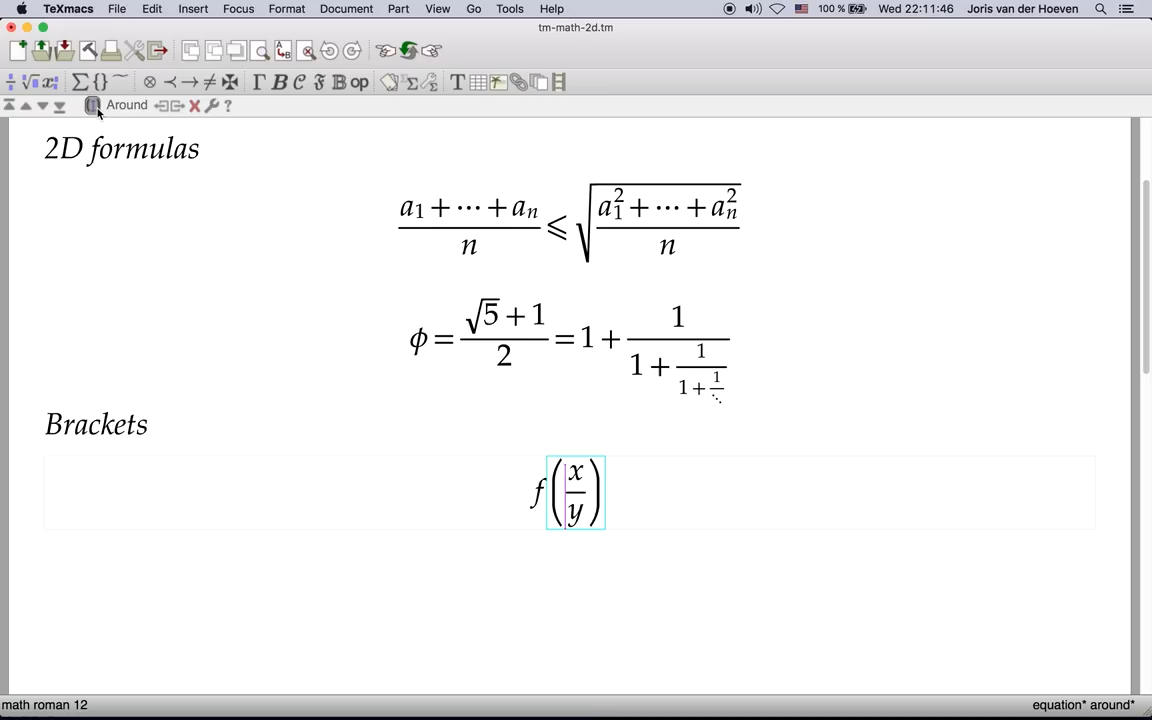 TeXmacs File Edit Insert Focus Format Document Part View Go Tools Help 100 % Wed 22:11:46 Joris van der Hoeven
tm-math-2d.tm
Γ B C F B op T
Around ?
2D formulas
a₁ + ⋯ + aₙ / n ⩽ √(a₁² + ⋯ + aₙ² / n)
ϕ = (√5 + 1) / 2 = 1 + 1 / (1 + 1 / (1 + 1 / ⋱))
Brackets
f(x / y)
math roman 12 equation* around*